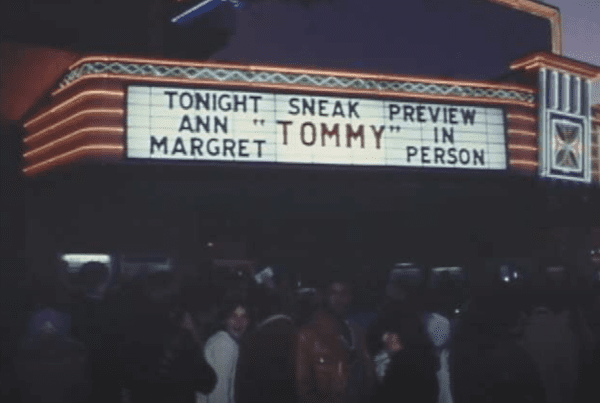 TONIGHT SNEAK PREVIEW
ANN "TOMMY" IN
MARGRET PERSON